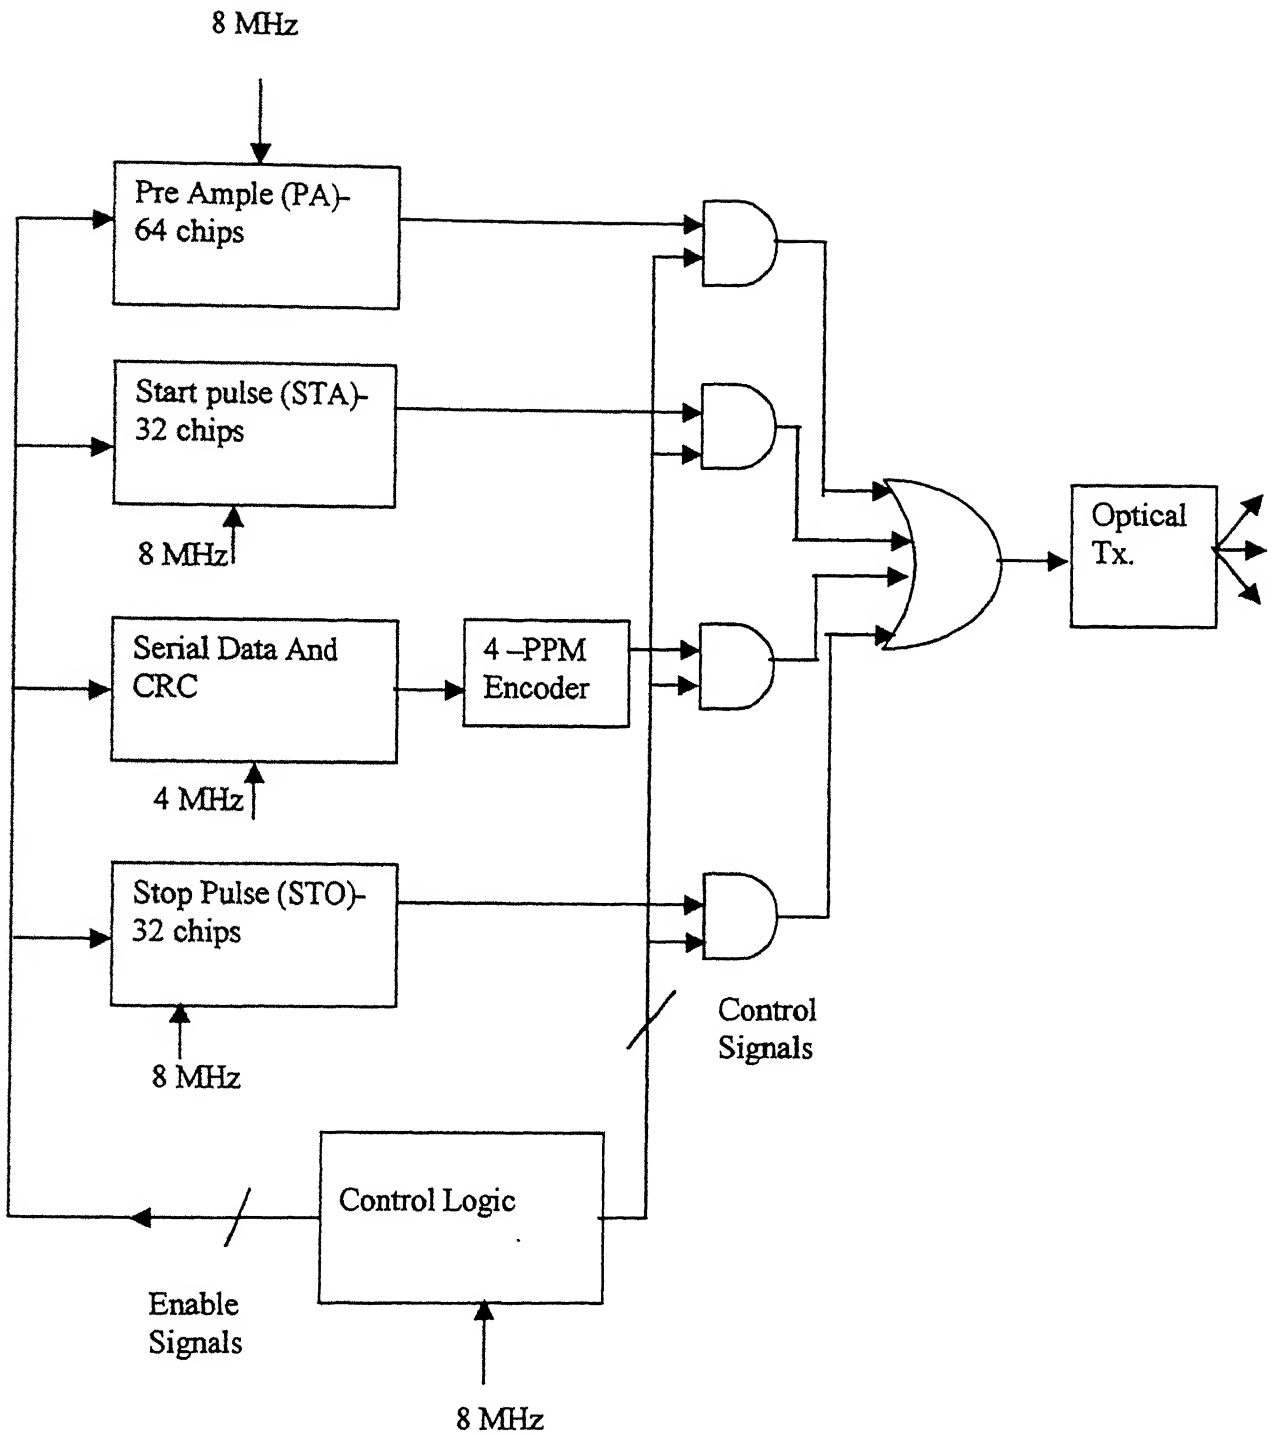 8 MHz
Pre Ample (PA)-
64 chips
Start pulse (STA)-
32 chips
8 MHz
Optical
Tx.
Serial Data And
CRC
4 –PPM
Encoder
4 MHz
Stop Pulse (STO)-
32 chips
8 MHz
Control
Signals
Control Logic
Enable
Signals
8 MHz